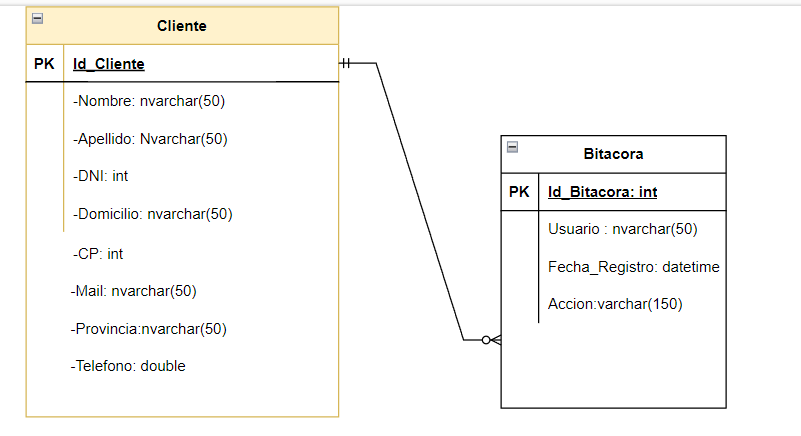 Cliente
PK Id_Cliente
-Nombre: nvarchar(50)
-Apellido: Nvarchar(50)
-DNI: int
-Domicilio: nvarchar(50)
-CP: int
-Mail: nvarchar(50)
-Provincia:nvarchar(50)
-Telefono: double
Bitacora
PK Id_Bitacora: int
Usuario : nvarchar(50)
Fecha_Registro: datetime
Accion:varchar(150)